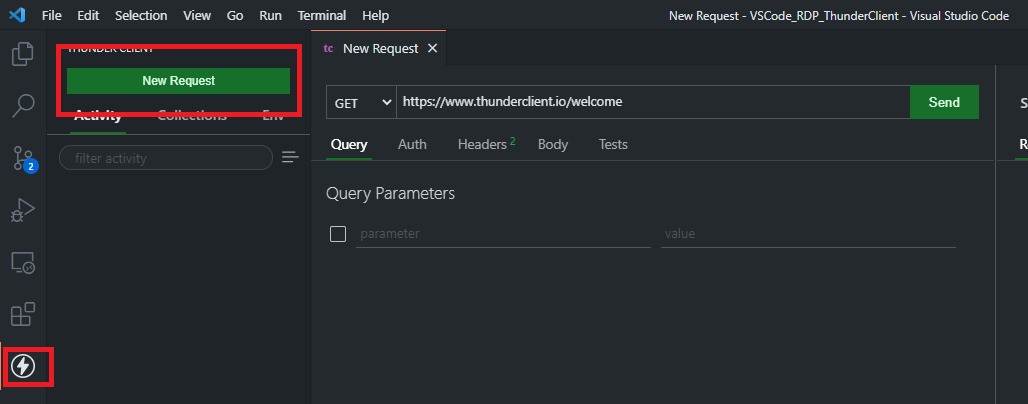 File Edit Selection View Go Run Terminal Help New Request - VSCode_RDP_ThunderClient - Visual Studio Code
THUNDER CLIENT
tc New Request
New Request
GET https://www.thunderclient.io/welcome Send
Activity Collections Env
Query Auth Headers 2 Body Tests
2
filter activity
Query Parameters
parameter value